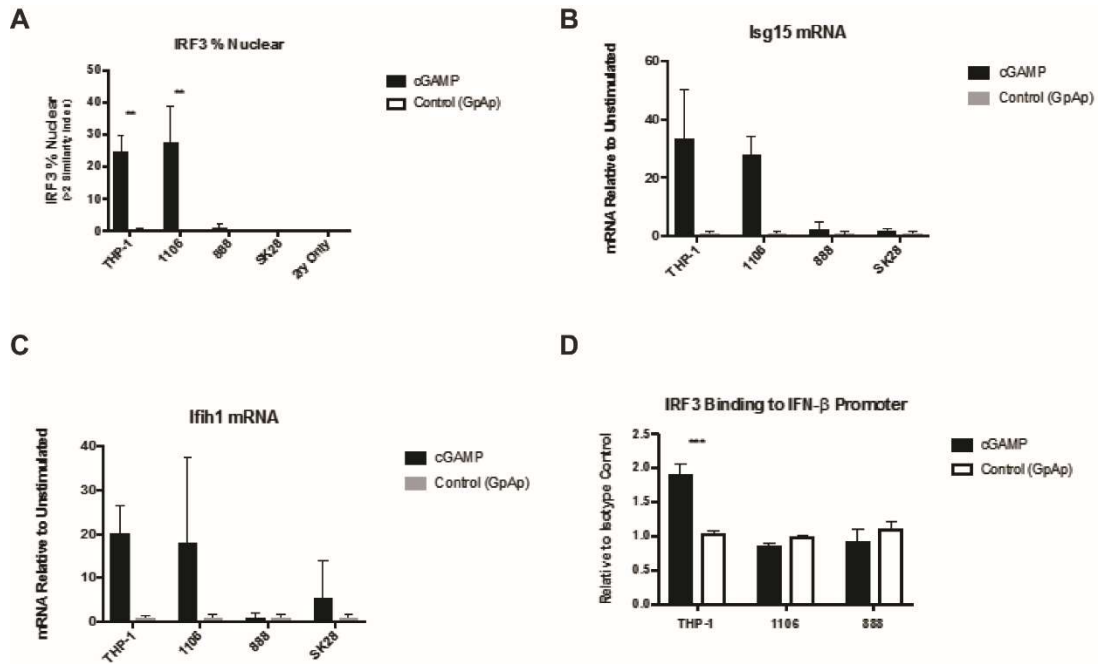 A
IRF3 % Nuclear
IRF3 % Nuclear
(>2 Similarity Index)
50
40
30
20
10
0
**
**
THP-1
1106
888
SK28
2ry Only
cGAMP
Control (GpAp)
B
Isg15 mRNA
mRNA Relative to Unstimulated
60
40
20
0
THP-1
1106
888
SK28
cGAMP
Control (GpAp)
C
Ifih1 mRNA
mRNA Relative to Unstimulated
40
30
20
10
0
THP-1
1106
888
SK28
cGAMP
Control (GpAp)
D
IRF3 Binding to IFN-β Promoter
Relative to Isotype Control
2.5
2.0
1.5
1.0
0.5
0.0
***
THP-1
1106
888
cGAMP
Control (GpAp)